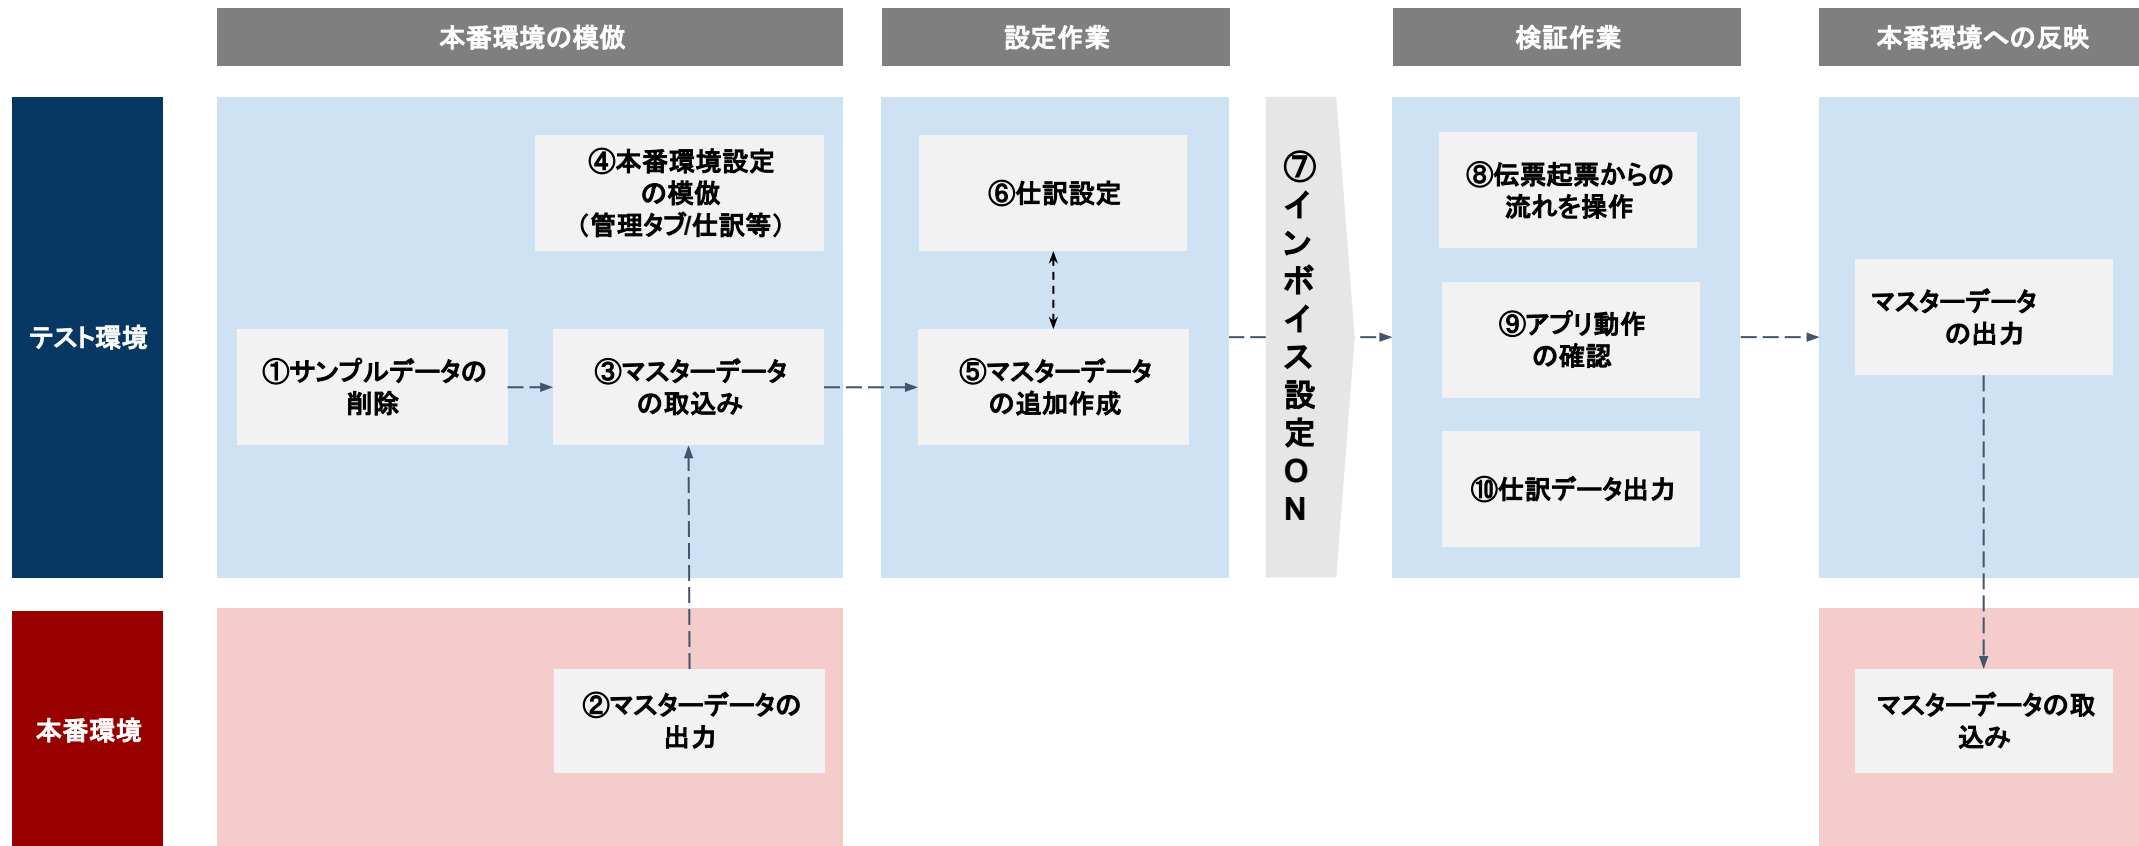 本番環境の模倣
設定作業
検証作業
本番環境への反映
テスト環境
④本番環境設定
の模倣
（管理タブ/仕訳等）
①サンプルデータの
削除
③マスターデータ
の取込み
⑥仕訳設定
⑤マスターデータ
の追加作成
⑦インボイス設定ON
⑧伝票起票からの
流れを操作
⑨アプリ動作
の確認
⑩仕訳データ出力
マスターデータ
の出力
本番環境
②マスターデータの
出力
マスターデータの取
込み